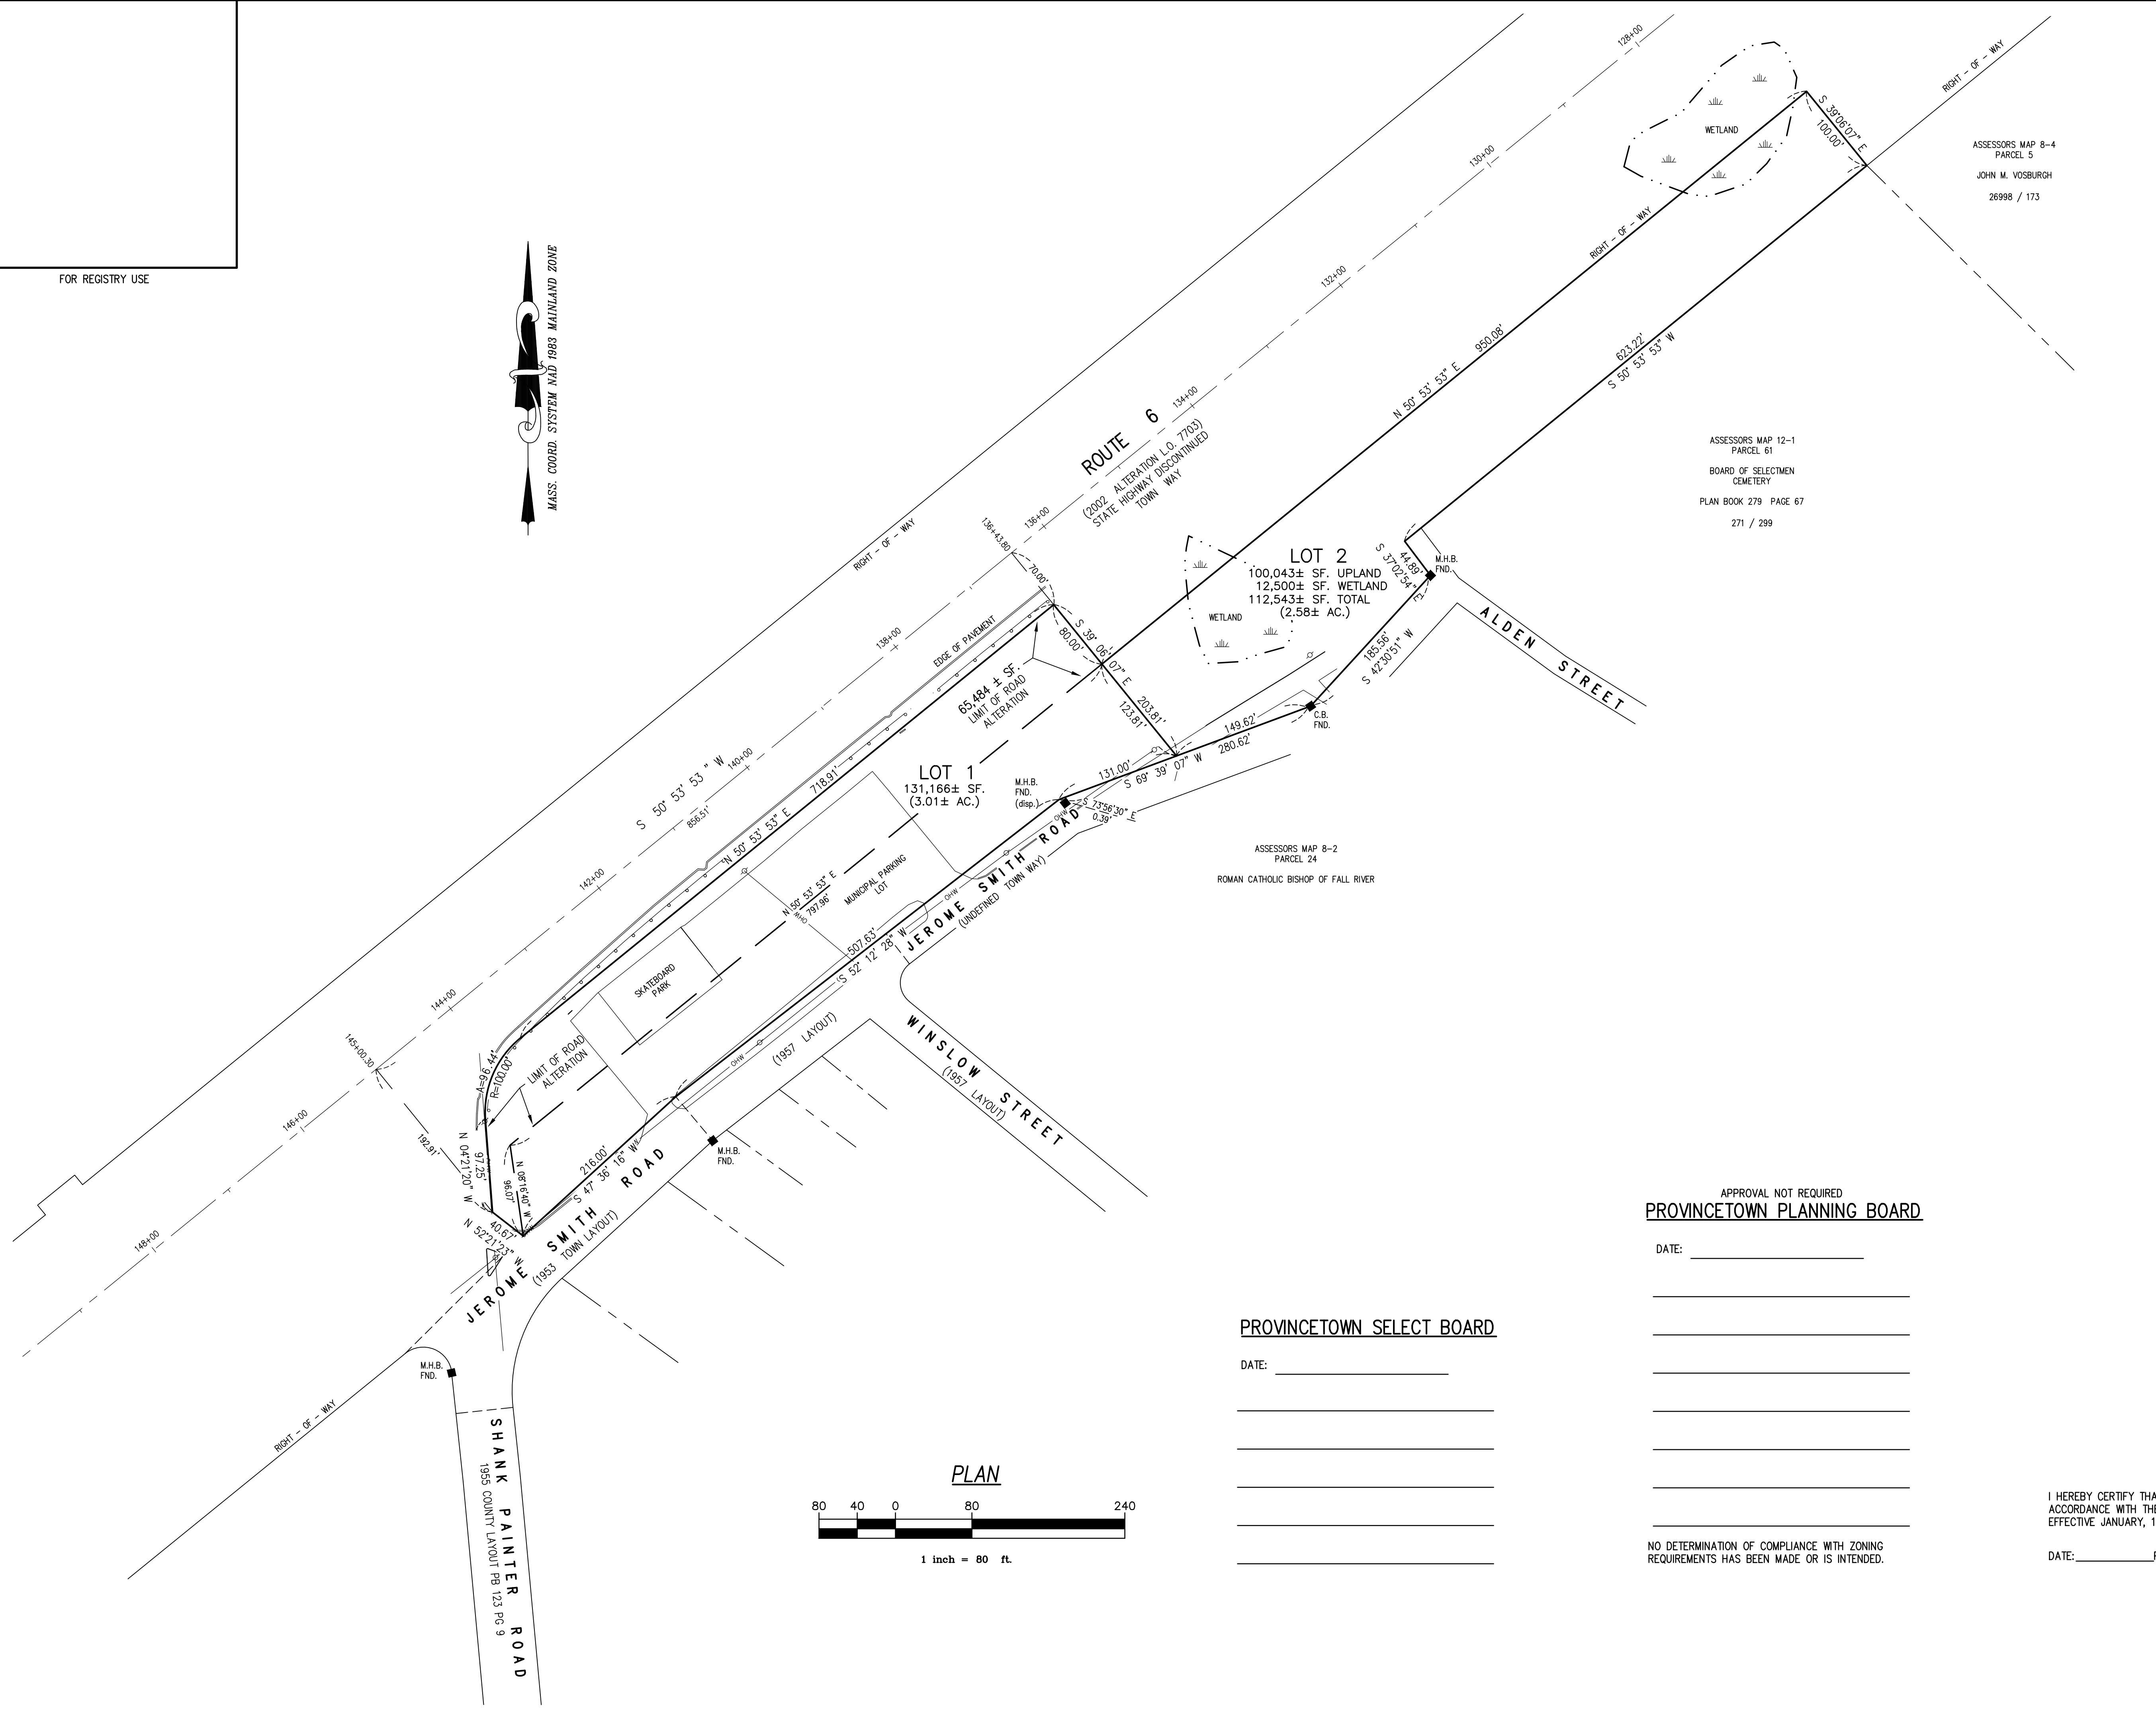 FOR REGISTRY USE
MASS. COORD. SYSTEM NAD 1983 MAINLAND ZONE
128+00
130+00
132+00
134+00
136+00
136+43.80
138+00
140+00
142+00
144+00
145+00.30
146+00
148+00
RIGHT - OF - WAY
RIGHT - OF - WAY
RIGHT - OF - WAY
RIGHT - OF - WAY
WETLAND
S 39°06'07" E
100.00'
ASSESSORS MAP 8-4
PARCEL 5
JOHN M. VOSBURGH
26998 / 173
N 50° 53' 53" E 950.08'
623.22'
S 50° 53' 53" W
ROUTE 6
(2002 ALTERATION L.O. 7703)
STATE HIGHWAY DISCONTINUED
TOWN WAY
ASSESSORS MAP 12-1
PARCEL 61
BOARD OF SELECTMEN
CEMETERY
PLAN BOOK 279 PAGE 67
271 / 299
LOT 2
100,043± SF. UPLAND
12,500± SF. WETLAND
112,543± SF. TOTAL
(2.58± AC.)
WETLAND
44.89'
S 37°02'54" E
M.H.B.
FND.
ALDEN STREET
185.56'
S 42°30'51" W
C.B.
FND.
149.62'
280.62'
131.00'
S 69° 39' 07" W
70.00'
S 39° 06' 07" E
80.00'
203.81'
123.81'
EDGE OF PAVEMENT
65,484 ± SF.
LIMIT OF ROAD
ALTERATION
LOT 1
131,166± SF.
(3.01± AC.)
M.H.B.
FND.
(disp.)
S 73°56'30" E
0.39'
S 50° 53' 53" W
856.51'
N 50° 53' 53" E
718.91'
N 50° 53' 53" E
797.96'
OHW
MUNICIPAL PARKING
LOT
SKATEBOARD
PARK
507.63'
S 52° 12' 28" W
OHW
OHW
OHW
JEROME SMITH ROAD
(UNDEFINED TOWN WAY)
ASSESSORS MAP 8-2
PARCEL 24
ROMAN CATHOLIC BISHOP OF FALL RIVER
(1957 LAYOUT)
WINSLOW STREET
(1957 LAYOUT)
LIMIT OF ROAD
ALTERATION
A=96.44'
R=100.00'
192.91'
N 04°21'20" W
97.25'
N 08°16'40" W
96.07'
40.67'
N 52°21'23" W
216.00'
S 47° 36' 16" W
M.H.B.
FND.
JEROME SMITH ROAD
(1953 TOWN LAYOUT)
M.H.B.
FND.
SHANK PAINTER ROAD
1955 COUNTY LAYOUT PB 123 PG 9
PLAN
80 40 0 80 240
1 inch = 80 ft.
PROVINCETOWN SELECT BOARD
DATE:
APPROVAL NOT REQUIRED
PROVINCETOWN PLANNING BOARD
DATE:
NO DETERMINATION OF COMPLIANCE WITH ZONING
REQUIREMENTS HAS BEEN MADE OR IS INTENDED.
I HEREBY CERTIFY THA
ACCORDANCE WITH THE
EFFECTIVE JANUARY, 1
DATE: